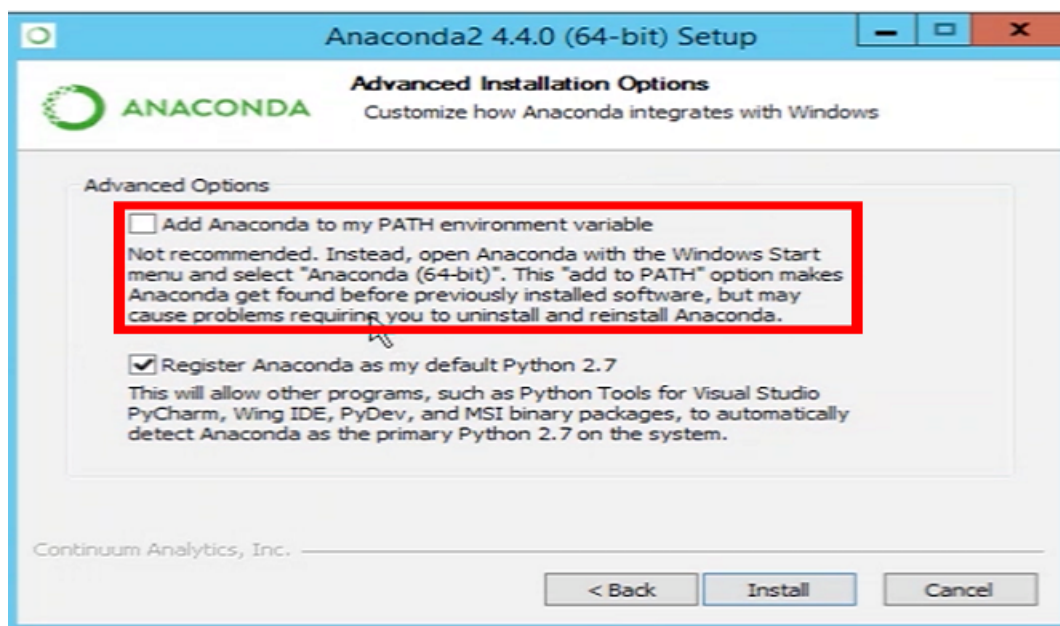 Anaconda2 4.4.0 (64-bit) Setup
ANACONDA
Advanced Installation Options
Customize how Anaconda integrates with Windows
Advanced Options
Add Anaconda to my PATH environment variable
Not recommended. Instead, open Anaconda with the Windows Start
menu and select "Anaconda (64-bit)". This "add to PATH" option makes
Anaconda get found before previously installed software, but may
cause problems requiring you to uninstall and reinstall Anaconda.
Register Anaconda as my default Python 2.7
This will allow other programs, such as Python Tools for Visual Studio
PyCharm, Wing IDE, PyDev, and MSI binary packages, to automatically
detect Anaconda as the primary Python 2.7 on the system.
Continuum Analytics, Inc.
< Back
Install
Cancel